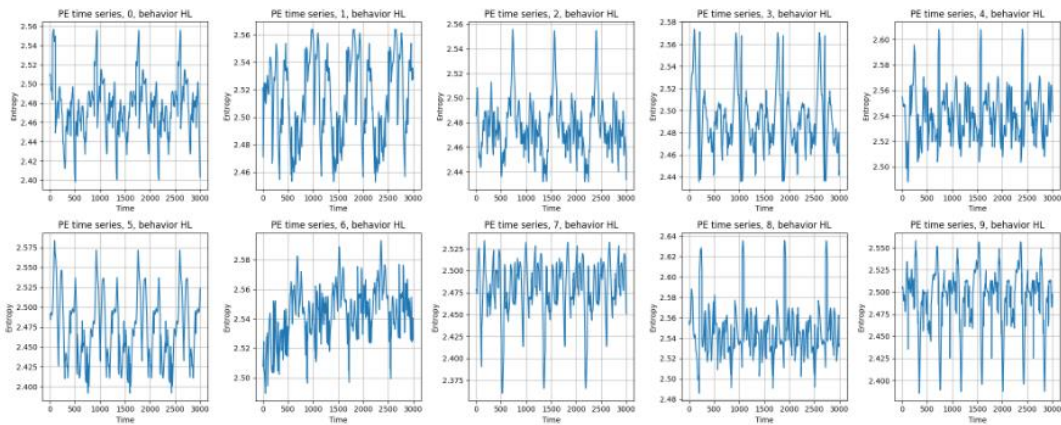 PE time series, 0, behavior HL
PE time series, 1, behavior HL
PE time series, 2, behavior HL
PE time series, 3, behavior HL
PE time series, 4, behavior HL
Entropy
2.56
2.54
2.52
2.50
2.48
2.46
2.44
2.42
2.40
0 500 1000 1500 2000 2500 3000
Time
Entropy
2.56
2.54
2.52
2.50
2.48
2.46
0 500 1000 1500 2000 2500 3000
Time
Entropy
2.56
2.54
2.52
2.50
2.48
2.46
2.44
0 500 1000 1500 2000 2500 3000
Time
Entropy
2.58
2.56
2.54
2.52
2.50
2.48
2.46
2.44
0 500 1000 1500 2000 2500 3000
Time
Entropy
2.60
2.58
2.56
2.54
2.52
2.50
0 500 1000 1500 2000 2500 3000
Time
PE time series, 5, behavior HL
PE time series, 6, behavior HL
PE time series, 7, behavior HL
PE time series, 8, behavior HL
PE time series, 9, behavior HL
Entropy
2.575
2.550
2.525
2.500
2.475
2.450
2.425
2.400
0 500 1000 1500 2000 2500 3000
Time
Entropy
2.58
2.56
2.54
2.52
2.50
0 500 1000 1500 2000 2500 3000
Time
Entropy
2.525
2.500
2.475
2.450
2.425
2.400
2.375
0 500 1000 1500 2000 2500 3000
Time
Entropy
2.64
2.62
2.60
2.58
2.56
2.54
2.52
2.50
2.48
0 500 1000 1500 2000 2500 3000
Time
Entropy
2.550
2.525
2.500
2.475
2.450
2.425
2.400
0 500 1000 1500 2000 2500 3000
Time